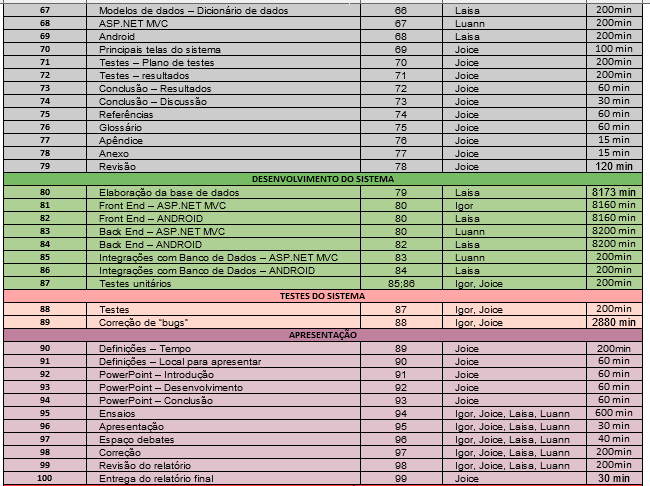 67 Modelos de dados – Dicionário de dados 66 Laisa 200min
68 ASP.NET MVC 67 Luann 200min
69 Android 68 Laisa 200min
70 Principais telas do sistema 69 Joice 100 min
71 Testes – Plano de testes 70 Joice 200min
72 Testes – resultados 71 Joice 200min
73 Conclusão – Resultados 72 Joice 60 min
74 Conclusão – Discussão 73 Joice 30 min
75 Referências 74 Joice 60 min
76 Glossário 75 Joice 60 min
77 Apêndice 76 Joice 15 min
78 Anexo 77 Joice 15 min
79 Revisão 78 Joice 120 min
DESENVOLVIMENTO DO SISTEMA
80 Elaboração da base de dados 79 Laisa 8173 min
81 Front End – ASP.NET MVC 80 Igor 8160 min
82 Front End – ANDROID 80 Laisa 8160 min
83 Back End – ASP.NET MVC 80 Luann 8200 min
84 Back End – ANDROID 82 Laisa 8200 min
85 Integrações com Banco de Dados – ASP.NET MVC 83 Luann 200min
86 Integrações com Banco de Dados – ANDROID 84 Laisa 200min
87 Testes unitários 85;86 Igor, Joice 200min
TESTES DO SISTEMA
88 Testes 87 Igor, Joice 200min
89 Correção de “bugs” 88 Igor, Joice 2880 min
APRESENTAÇÃO
90 Definições – Tempo 89 Joice 200min
91 Definições – Local para apresentar 90 Joice 60 min
92 PowerPoint – Introdução 91 Joice 60 min
93 PowerPoint – Desenvolvimento 92 Joice 60 min
94 PowerPoint – Conclusão 93 Joice 60 min
95 Ensaios 94 Igor, Joice, Laisa, Luann 600 min
96 Apresentação 95 Igor, Joice, Laisa, Luann 30 min
97 Espaço debates 96 Igor, Joice, Laisa, Luann 40 min
98 Correção 97 Igor, Joice, Laisa, Luann 200min
99 Revisão do relatório 98 Igor, Joice, Laisa, Luann 200min
100 Entrega do relatório final 99 Joice 30 min